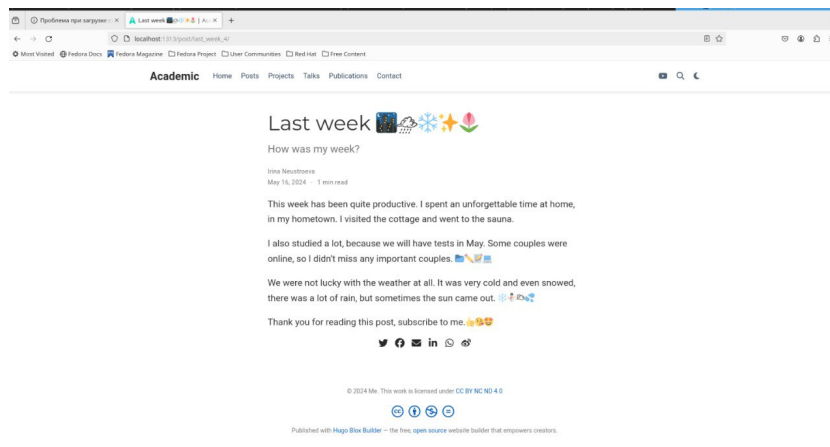 Проблема при загрузке с
Last week 🌃🌧❄✨🌷 | Aca
localhost:1313/post/last_week_4/
Most Visited Fedora Docs Fedora Magazine Fedora Project User Communities Red Hat Free Content
Academic Home Posts Projects Talks Publications Contact
Last week 🌃🌧❄✨🌷
How was my week?
Irina Neustroeva
May 16, 2024 · 1 min read
This week has been quite productive. I spent an unforgettable time at home,
in my hometown. I visited the cottage and went to the sauna.
I also studied a lot, because we will have tests in May. Some couples were
online, so I didn't miss any important couples.
We were not lucky with the weather at all. It was very cold and even snowed,
there was a lot of rain, but sometimes the sun came out.
Thank you for reading this post, subscribe to me.👍😘😍
© 2024 Me. This work is licensed under CC BY NC ND 4.0
Published with Hugo Blox Builder — the free, open source website builder that empowers creators.